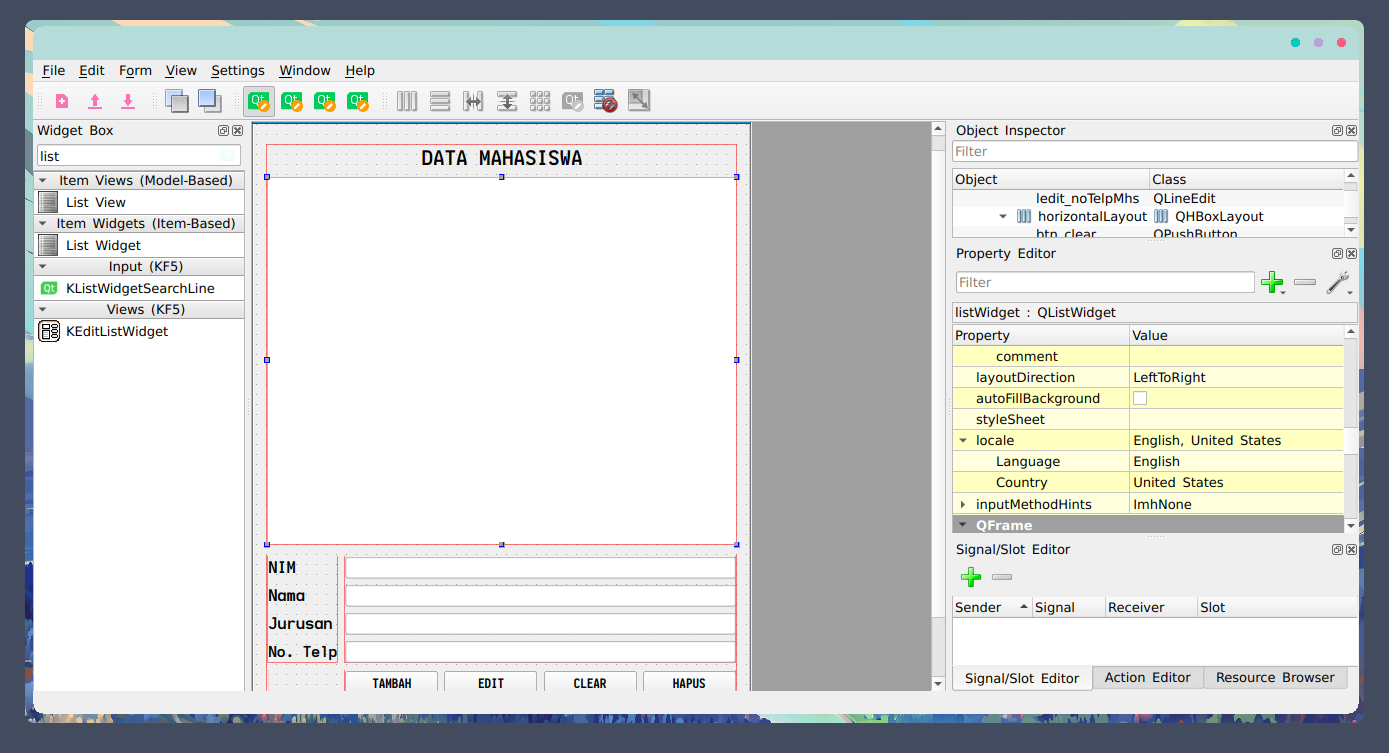 File Edit Form View Settings Window Help
Widget Box
list
Item Views (Model-Based)
List View
Item Widgets (Item-Based)
List Widget
Input (KF5)
KListWidgetSearchLine
Views (KF5)
KEditListWidget
DATA MAHASISWA
NIM
Nama
Jurusan
No. Telp
TAMBAH EDIT CLEAR HAPUS
Object Inspector
Filter
Object Class
ledit_noTelpMhs QLineEdit
horizontalLayout QHBoxLayout
btn_clear QPushButton
Property Editor
Filter
listWidget : QListWidget
Property Value
comment
layoutDirection LeftToRight
autoFillBackground
styleSheet
locale English, United States
Language English
Country United States
inputMethodHints ImhNone
QFrame
Signal/Slot Editor
Sender Signal Receiver Slot
Signal/Slot Editor Action Editor Resource Browser